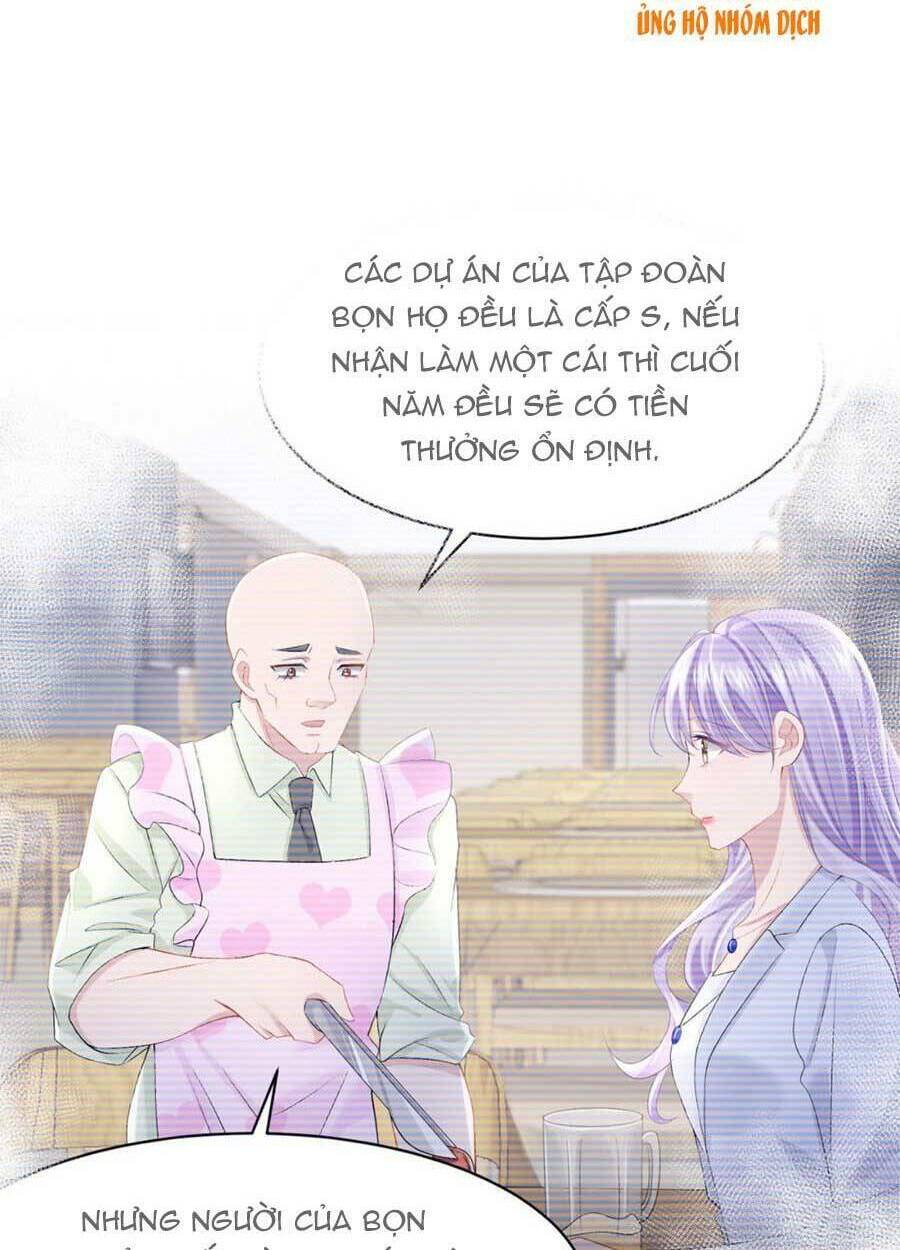 ỦNG HỘ NHÓM DỊCH
CÁC DỰ ÁN CỦA TẬP ĐOÀN
BỌN HỌ ĐỀU LÀ CẤP S, NẾU
NHẬN LÀM MỘT CÁI THÌ CUỐI
NĂM ĐỀU SẼ CÓ TIỀN
THƯỞNG ỔN ĐỊNH.
NHƯNG NGƯỜI CỦA BỌN